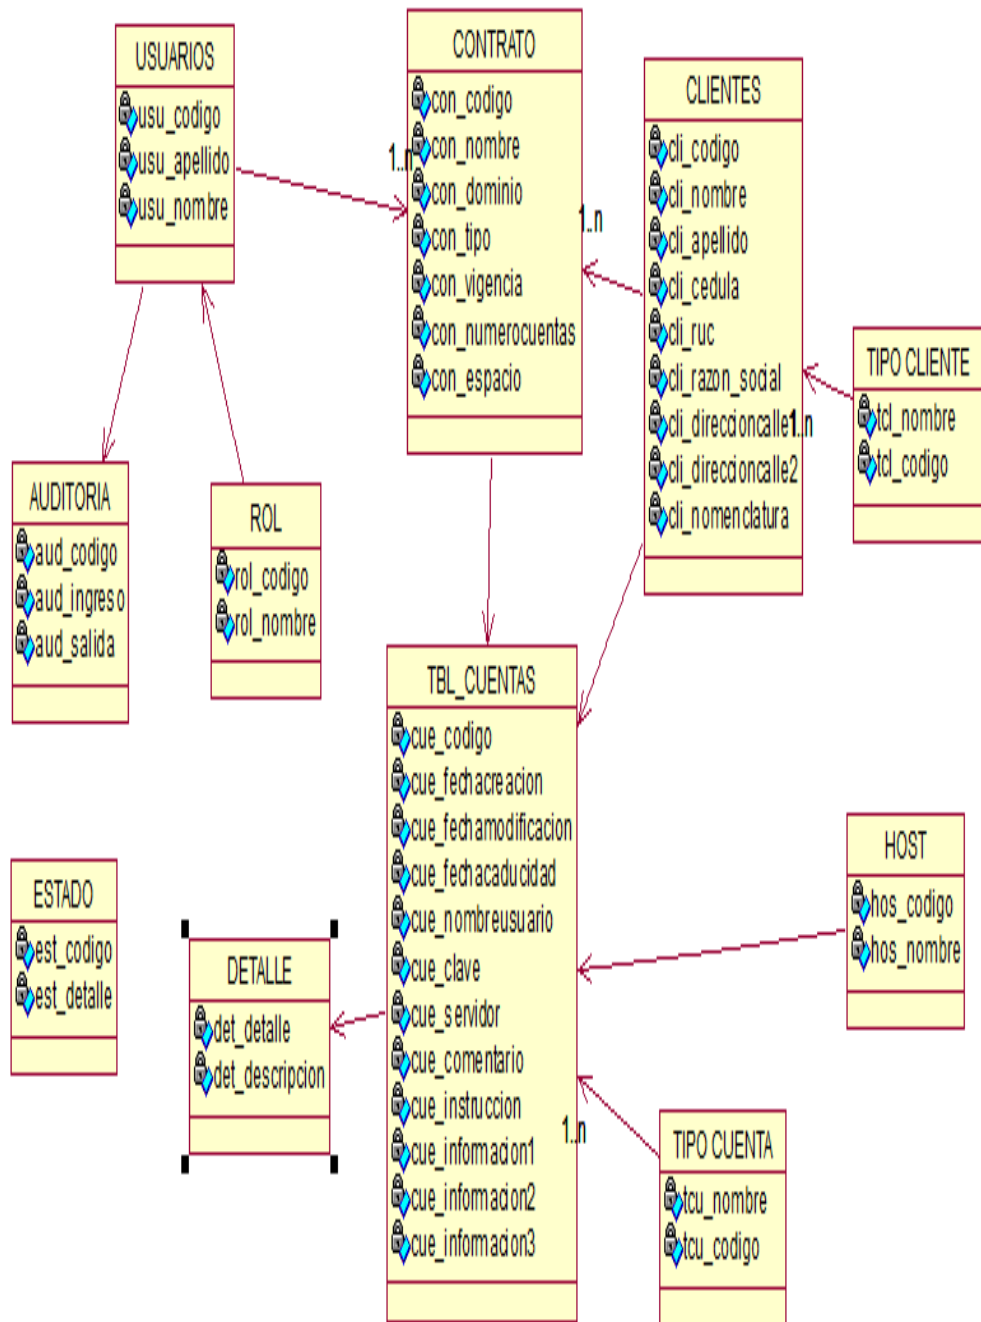 USUARIOS
usu_codigo
usu_apellido
usu_nombre
1..n
CONTRATO
con_codigo
con_nombre
con_dominio
con_tipo
con_vigencia
con_numerocuentas
con_espacio
1..n
CLIENTES
cli_codigo
cli_nombre
cli_apellido
cli_cedula
cli_ruc
cli_razon_social
cli_direccioncalle1..n
cli_direccioncalle2
cli_nomenclatura
TIPO CLIENTE
tcl_nombre
tcl_codigo
AUDITORIA
aud_codigo
aud_ingreso
aud_salida
ROL
rol_codigo
rol_nombre
TBL_CUENTAS
cue_codigo
cue_fechacreacion
cue_fechamodificacion
cue_fechacaducidad
cue_nombreusuario
cue_clave
cue_servidor
cue_comentario
cue_instruccion
cue_informacion1
cue_informacion2
cue_informacion3
1..n
HOST
hos_codigo
hos_nombre
ESTADO
est_codigo
est_detalle
DETALLE
det_detalle
det_descripcion
TIPO CUENTA
tcu_nombre
tcu_codigo